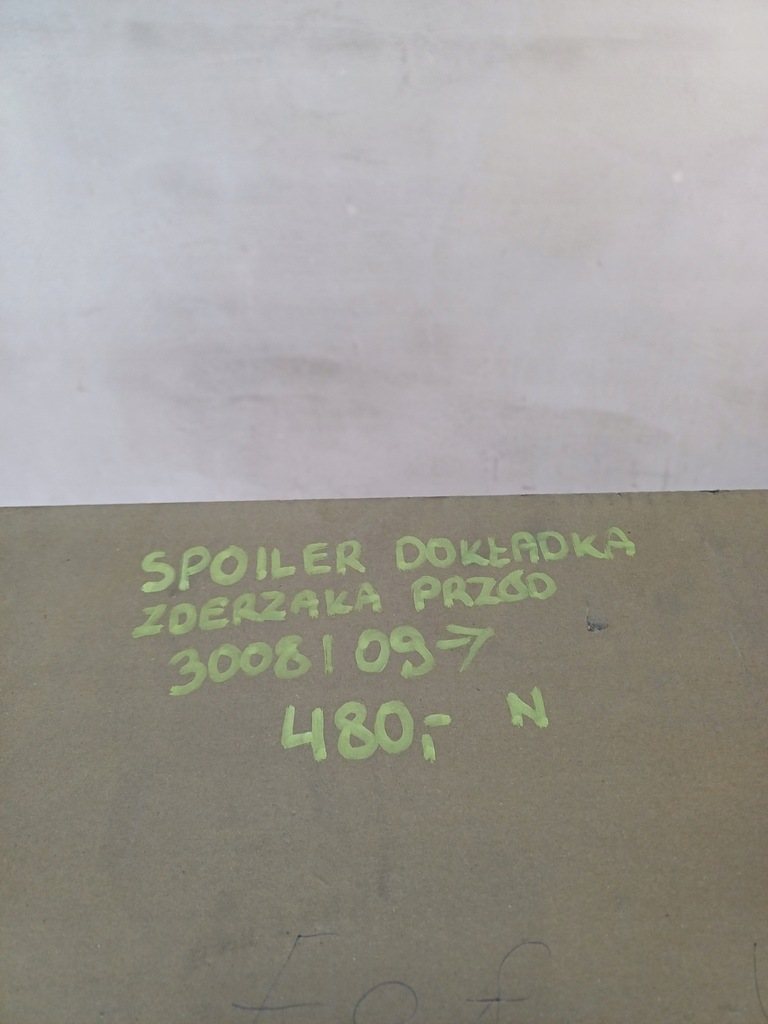 SPOILER DOKŁADKA
ZDERZAKA PRZÓD
3008 I 09->
480,- N